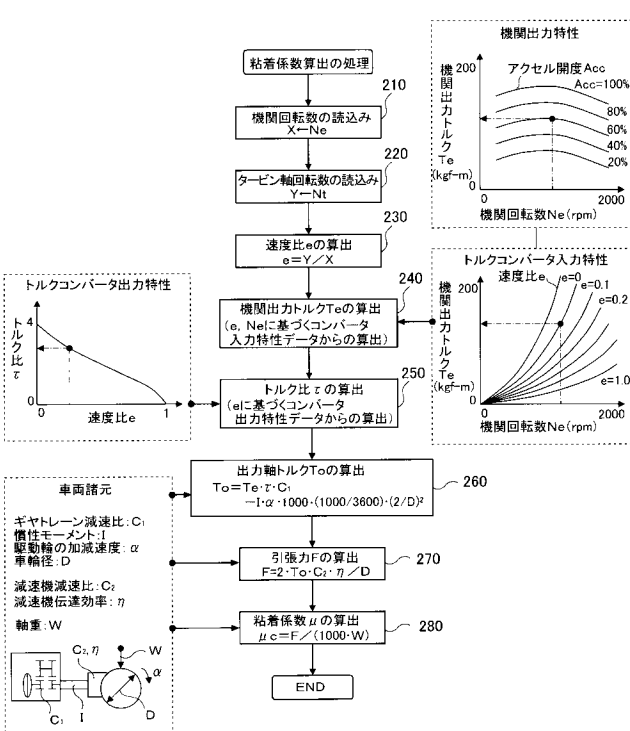 粘着係数算出の処理
210
機関回転数の読込み
X←Ne
220
タービン軸回転数の読込み
Y←Nt
230
速度比eの算出
e=Y/X
240
機関出力トルクTeの算出
(e, Neに基づくコンバータ
入力特性データからの算出)
250
トルク比τの算出
(eに基づくコンバータ
出力特性データからの算出)
出力軸トルクToの算出
To=Te·τ·C₁
-I·α·1000·(1000/3600)·(2/D)²
260
引張力Fの算出
F=2·To·C₂·η/D
270
粘着係数μの算出
μc=F/(1000·W)
280
END
機関出力特性
機関出力トルクTe
(kgf-m)
200
アクセル開度Acc
Acc=100%
80%
60%
40%
20%
0
2000
機関回転数Ne(rpm)
トルクコンバータ入力特性
機関出力トルクTe
(kgf-m)
200
速度比e
e=0
e=0.1
e=0.2
e=1.0
0
2000
機関回転数Ne(rpm)
トルクコンバータ出力特性
トルク比τ
4
0
0
1
速度比e
車両諸元
ギヤトレーン減速比:C₁
慣性モーメント:I
駆動輪の加減速度: α
車輪径:D
減速機減速比:C₂
減速機伝達効率: η
軸重:W
C₂,η
W
α
C₁
I
D